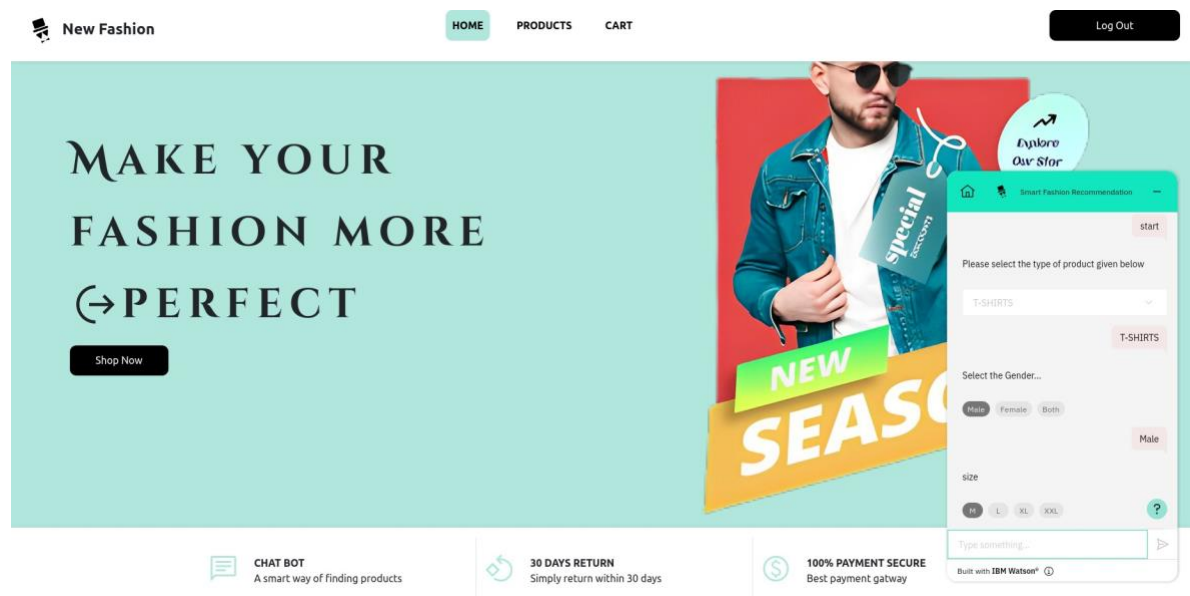 New Fashion
HOME PRODUCTS CART
Log Out
MAKE YOUR
FASHION MORE
PERFECT
Shop Now
Explore
Our Stor
special
DISCOUNTS
NEW
SEASO
Smart Fashion Recommendation
start
Please select the type of product given below
T-SHIRTS
T-SHIRTS
Select the Gender...
Male Female Both
Male
size
M L XL XXL
?
Type something...
Built with IBM Watson®
CHAT BOT
A smart way of finding products
30 DAYS RETURN
Simply return within 30 days
100% PAYMENT SECURE
Best payment gatway